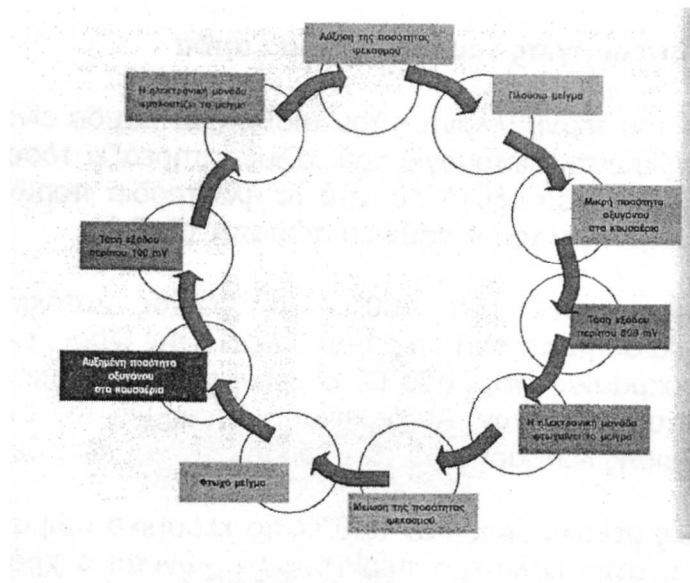 Αύξηση της ποσότητας
ψεκασμού
Πλούσιο μείγμα
Μικρή ποσότητα
οξυγόνου
στα καυσαέρια
Τάση εξόδου
περίπου 800 mV
Η ηλεκτρονική μονάδα
φτωχαίνει το μείγμα
Μείωση της ποσότητας
ψεκασμού
Φτωχό μείγμα
Αυξημένη ποσότητα
οξυγόνου
στα καυσαέρια
Τάση εξόδου
περίπου 100 mV
Η ηλεκτρονική μονάδα
εμπλουτίζει το μείγμα